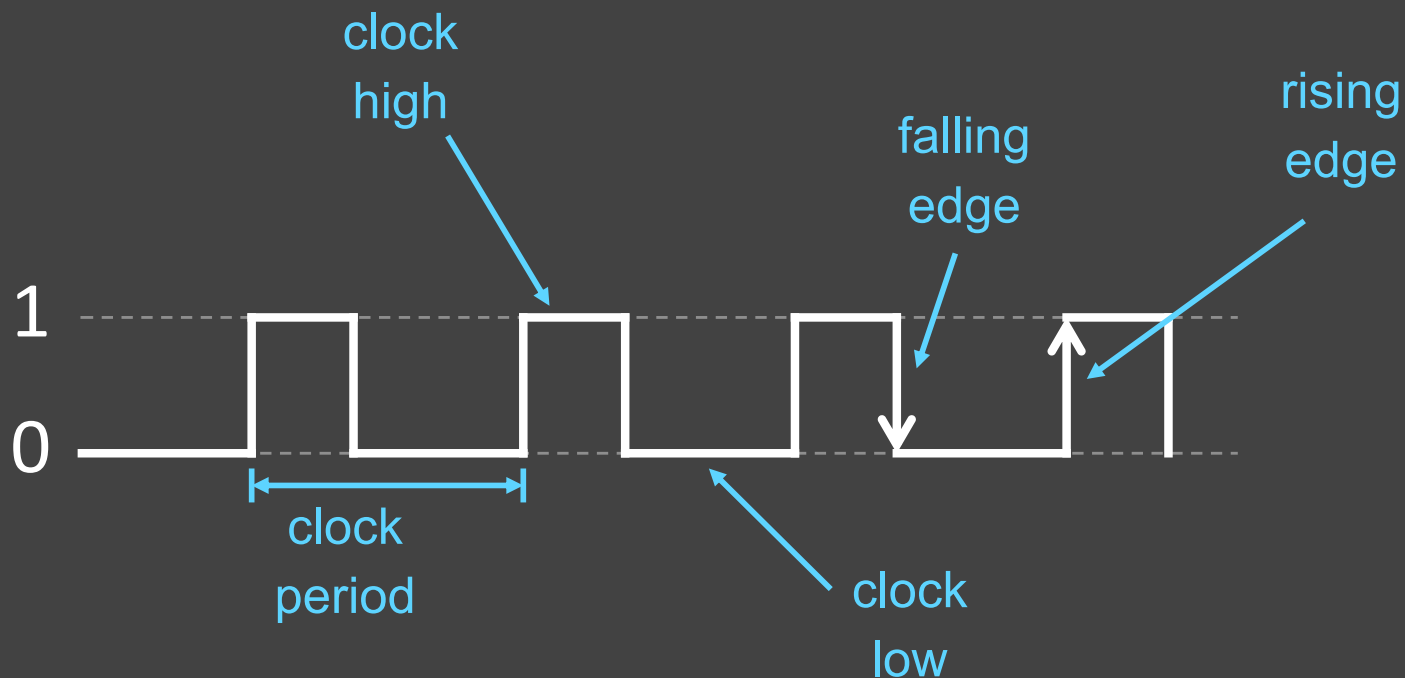 clock
high
rising
edge
falling
edge
1
0
clock
period
clock
low